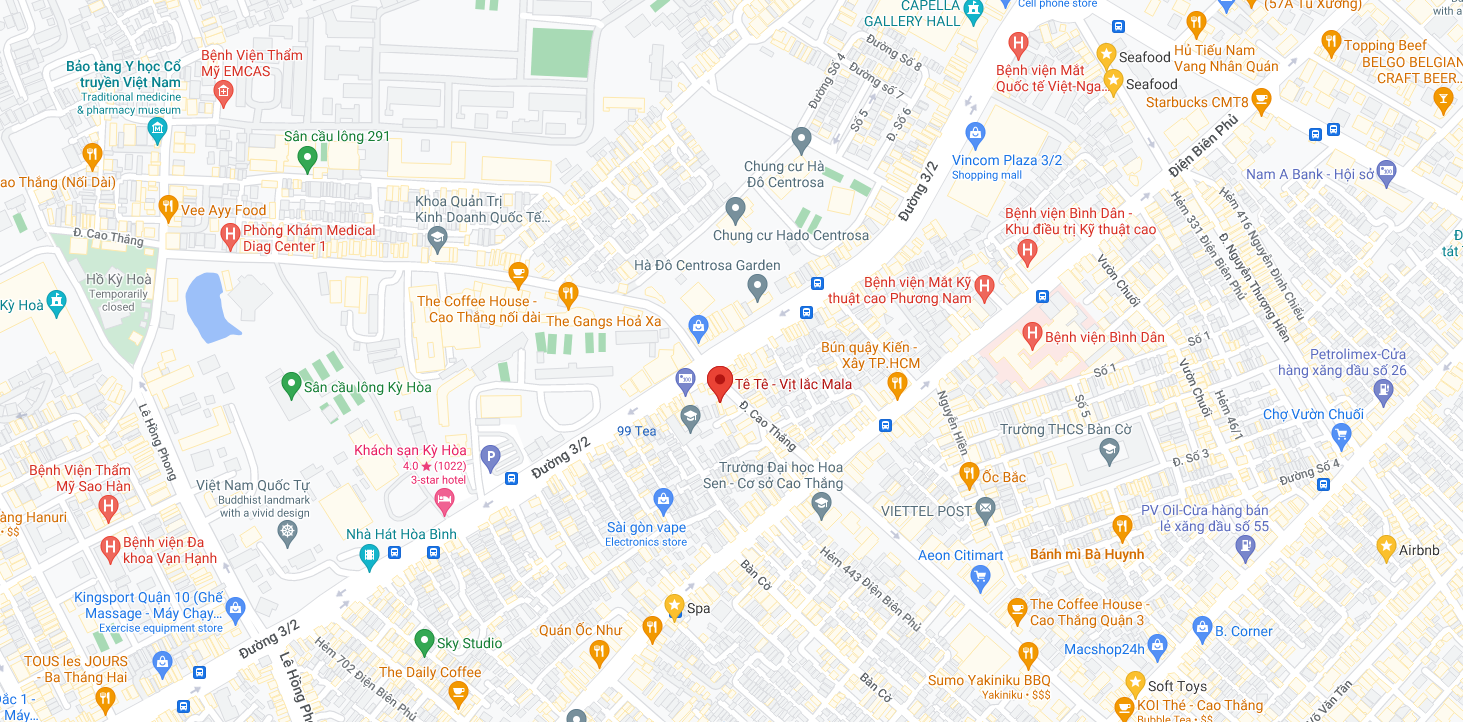 CAPELLA
GALLERY HALL
Cell phone store
(57A Tú Xương)
Bệnh Viện Thẩm
Mỹ EMCAS
Bảo tàng Y học Cổ
truyền Việt Nam
Traditional medicine
& pharmacy museum
Đường Số 8
Đường số 7
Đường Số 4
Số 5
Đ. Số 6
Bệnh viện Mắt
Quốc tế Việt-Nga...
Seafood
Seafood
Hủ Tiếu Nam
Vang Nhân Quán
Topping Beef
BELGO BELGIAN
CRAFT BEER...
Starbucks CMT8
Điện Biên Phủ
Sân cầu lông 291
ao Thắng (Nối Dài)
Vee Ayy Food
Đ. Cao Thắng
Phòng Khám Medical
Diag Center 1
Khoa Quản Trị
Kinh Doanh Quốc Tế...
Chung cư Hà
Đô Centrosa
Chung cư Hado Centrosa
Hà Đô Centrosa Garden
Vincom Plaza 3/2
Shopping mall
Đường 3/2
Nam A Bank - Hội sở
Bệnh viện Bình Dân -
Khu điều trị Kỹ thuật cao
Hẻm 416 Nguyễn Đình Chiểu
Hẻm 331 Điện Biên Phủ
Đ. Nguyễn Thượng Hiền
Vườn Chuối
tát T
Hồ Kỳ Hoà
Temporarily
closed
Kỳ Hoà
The Coffee House -
Cao Thắng nối dài
The Gangs Hoả Xa
Bệnh viện Mắt Kỹ
thuật cao Phương Nam
Bệnh viện Bình Dân
Bún quậy Kiến -
Xây TP.HCM
Petrolimex-Cửa
hàng xăng dầu số 26
Số 1
Số 1
Vườn Chuối
Hẻm 46/1
Số 5
Chợ Vườn Chuối
Sân cầu lông Kỳ Hòa
Tê Tê - Vịt lắc Mala
99 Tea
Đ. Cao Thắng
Nguyễn Hiền
Trường THCS Bàn Cờ
Đ. Số 3
Đường Số 4
Lê Hồng Phong
Khách sạn Kỳ Hòa
4.0 ★ (1022)
3-star hotel
Đường 3/2
Bệnh Viện Thẩm
Mỹ Sao Hàn
Việt Nam Quốc Tự
Buddhist landmark
with a vivid design
Trường Đại học Hoa
Sen - Cơ sở Cao Thắng
Ốc Bắc
VIETTEL POST
PV Oil-Cửa hàng bán
lẻ xăng dầu số 55
àng Hanuri
• $$
Bệnh viện Đa
khoa Vạn Hạnh
Nhà Hát Hòa Bình
Sài gòn vape
Electronics store
Aeon Citimart
Bánh mì Bà Huynh
Airbnb
Kingsport Quận 10 (Ghế
Massage - Máy Chạy...
Exercise equipment store
Bàn Cờ
Hẻm 443 Điện Biên Phủ
Spa
The Coffee House -
Cao Thắng Quận 3
Đường 3/2
Hẻm 702 Điện Biên Phủ
Sky Studio
Quán Ốc Như
B. Corner
Macshop24h
TOUS les JOURS
- Ba Tháng Hai
Lê Hồng Ph
The Daily Coffee
Bàn Cờ
Sumo Yakiniku BBQ
Yakiniku • $$$
Soft Toys
Võ Văn Tần
Đắc 1 -
Máy...
KOI Thé - Cao Thắng
Bubble Tea • $$